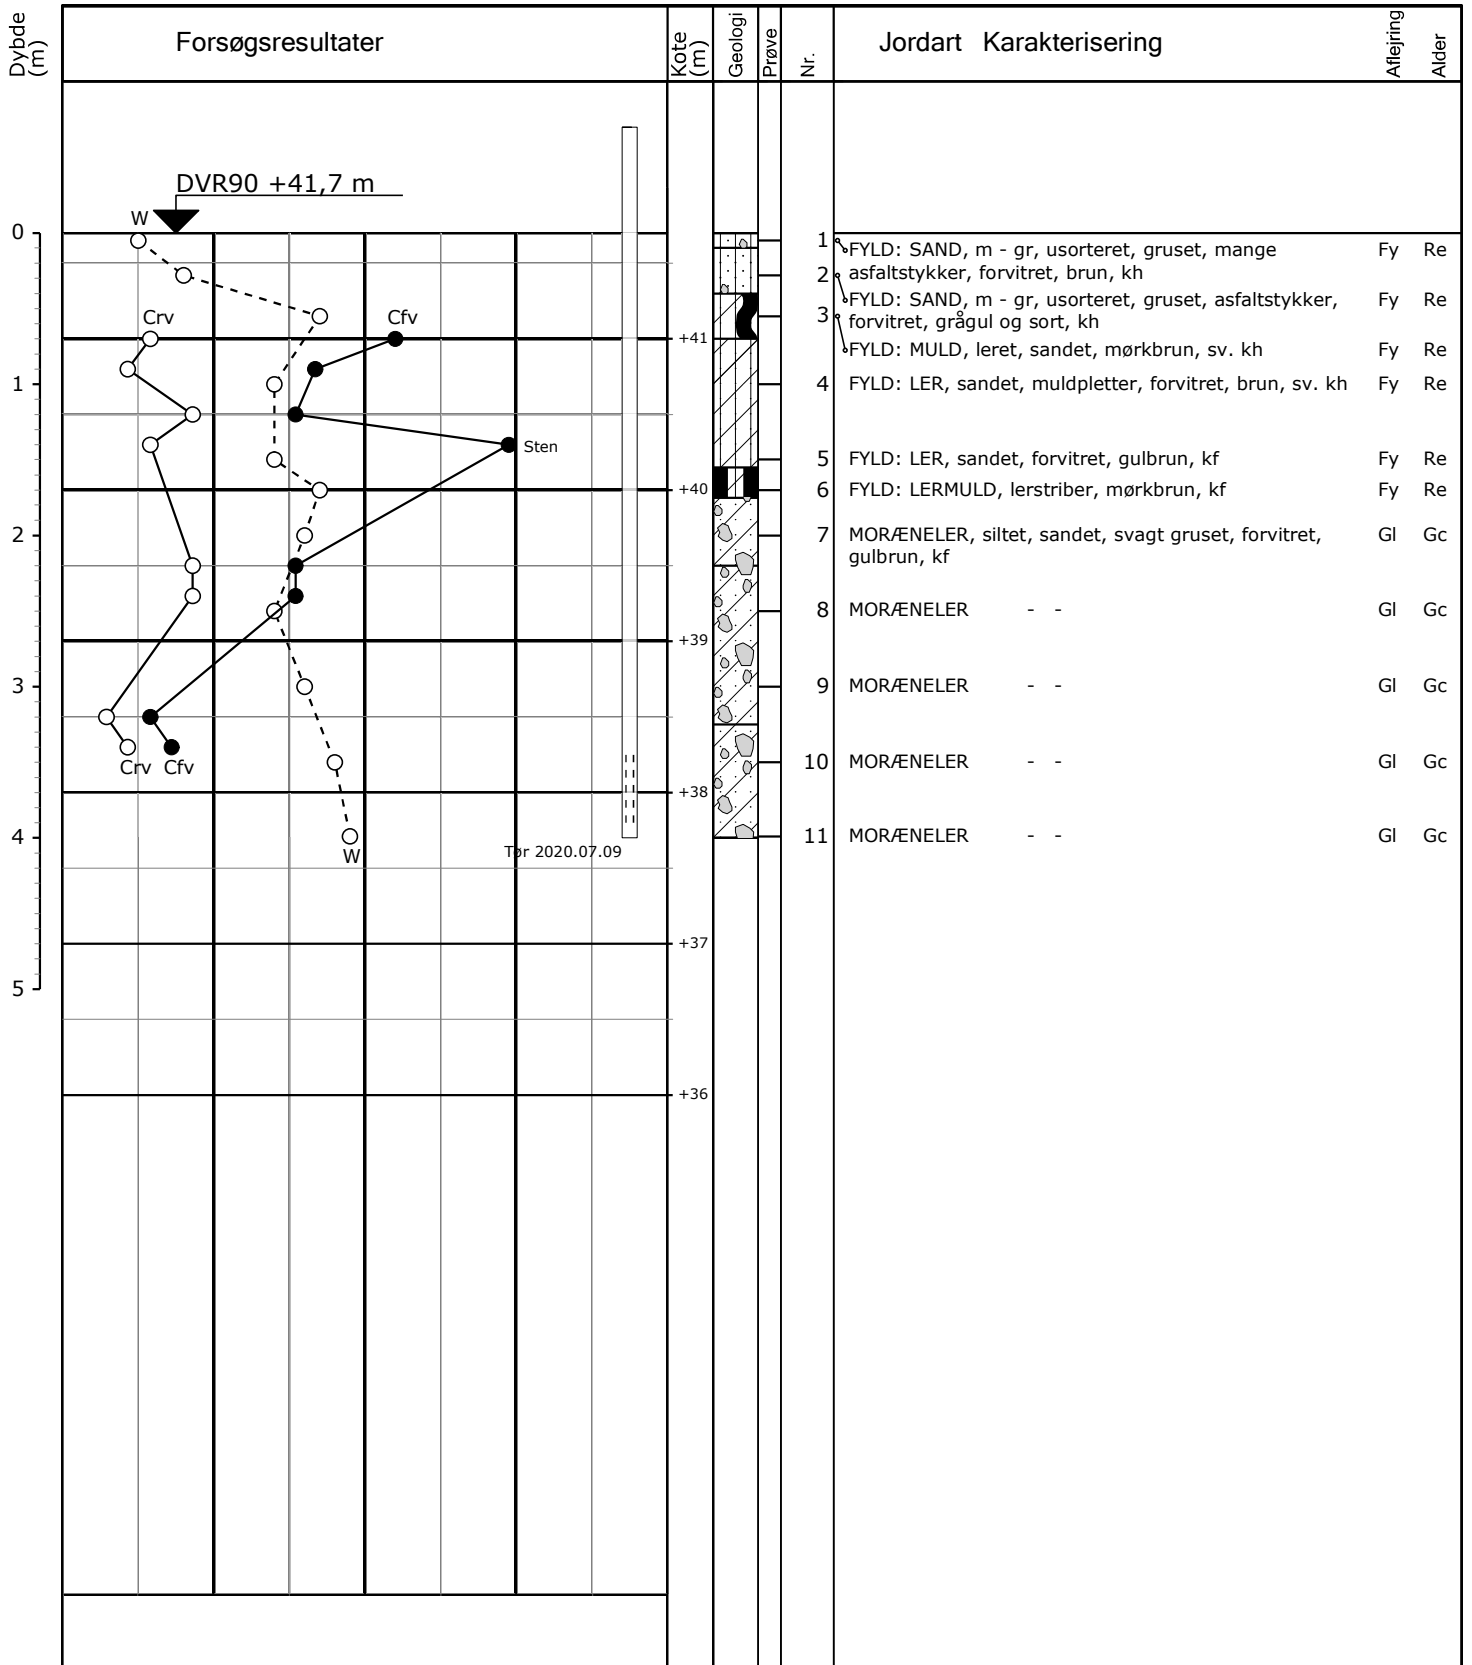 Dybde (m)
Forsøgsresultater
Kote (m)
Geologi
Prøve
Nr.
Jordart Karakterisering
Aflejring
Alder
DVR90 +41,7 m
W
0
1 FYLD: SAND, m - gr, usorteret, gruset, mange Fy Re
asfaltstykker, forvitret, brun, kh
2
FYLD: SAND, m - gr, usorteret, gruset, asfaltstykker, Fy Re
forvitret, grågul og sort, kh
3
Crv Cfv
+41
FYLD: MULD, leret, sandet, mørkbrun, sv. kh Fy Re
1
4 FYLD: LER, sandet, muldpletter, forvitret, brun, sv. kh Fy Re
Sten
5 FYLD: LER, sandet, forvitret, gulbrun, kf Fy Re
+40
6 FYLD: LERMULD, lerstriber, mørkbrun, kf Fy Re
2
7 MORÆNELER, siltet, sandet, svagt gruset, forvitret, Gl Gc
gulbrun, kf
8 MORÆNELER - - Gl Gc
+39
3
9 MORÆNELER - - Gl Gc
Crv Cfv
10 MORÆNELER - - Gl Gc
+38
4
11 MORÆNELER - - Gl Gc
W
Tør 2020.07.09
+37
5
+36